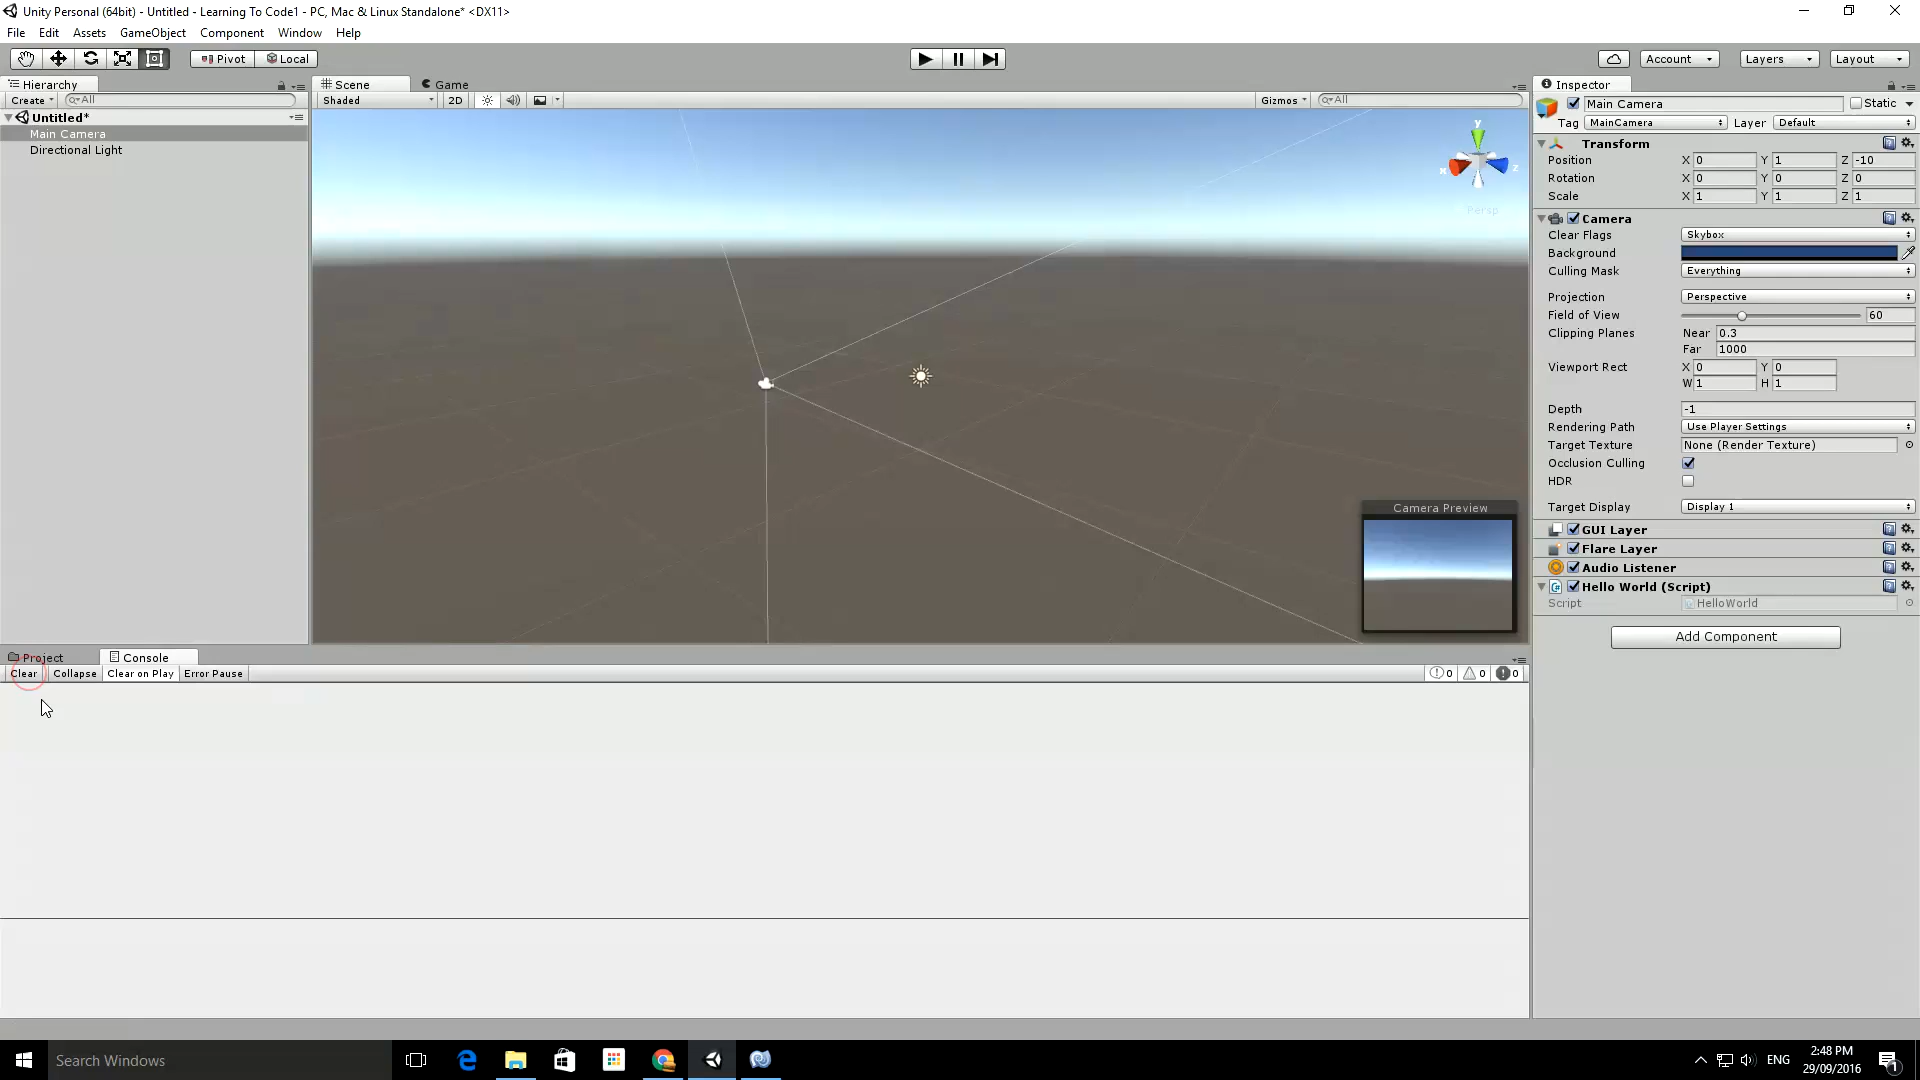 Unity Personal (64bit) - Untitled - Learning To Code1 - PC, Mac & Linux Standalone* <DX11>
File Edit Assets GameObject Component Window Help
Pivot Local Account Layers Layout
Hierarchy
Create All
Untitled*
Main Camera
Directional Light
Scene Game
Shaded 2D Gizmos All
y
x z
Persp
Camera Preview
Inspector
Main Camera Static
Tag MainCamera Layer Default
Transform
Position X 0 Y 1 Z -10
Rotation X 0 Y 0 Z 0
Scale X 1 Y 1 Z 1
Camera
Clear Flags Skybox
Background
Culling Mask Everything
Projection Perspective
Field of View 60
Clipping Planes Near 0.3
Far 1000
Viewport Rect X 0 Y 0
W 1 H 1
Depth -1
Rendering Path Use Player Settings
Target Texture None (Render Texture)
Occlusion Culling
HDR
Target Display Display 1
GUI Layer
Flare Layer
Audio Listener
Hello World (Script)
Script HelloWorld
Add Component
Project Console
Clear Collapse Clear on Play Error Pause 0 0 0
Search Windows
ENG
2:48 PM
29/09/2016
1